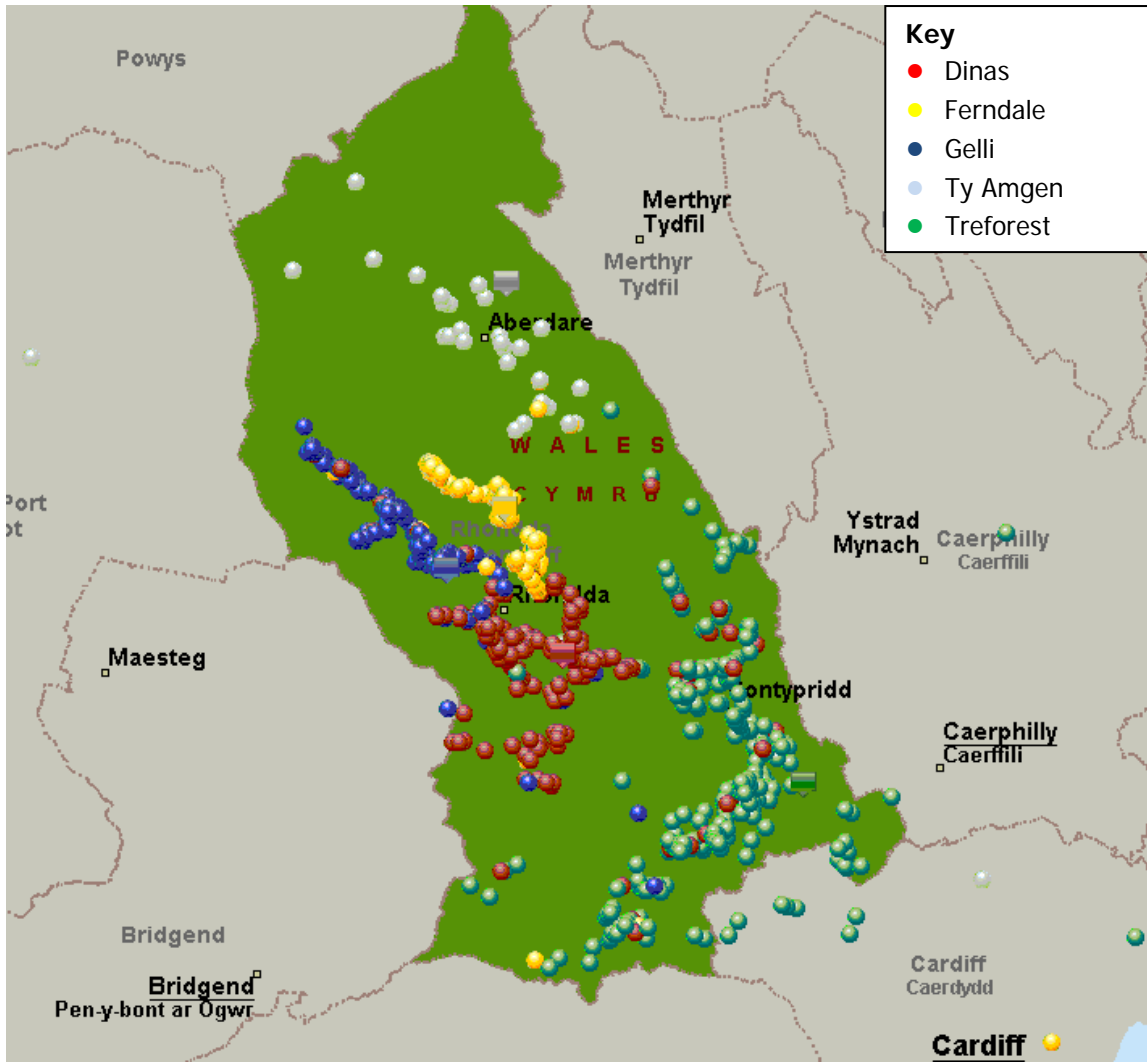 Key
Dinas
Ferndale
Gelli
Ty Amgen
Treforest
Powys
Merthyr
Tydfil
Merthyr
Tydfil
Aberdare
W A L E S
C Y M R U
Port
Ystrad
Mynach
Caerphilly
Caerffili
Rhondda
Maesteg
Pontypridd
Caerphilly
Caerffili
Bridgend
Bridgend
Pen-y-bont ar Ogwr
Cardiff
Caerdydd
Cardiff